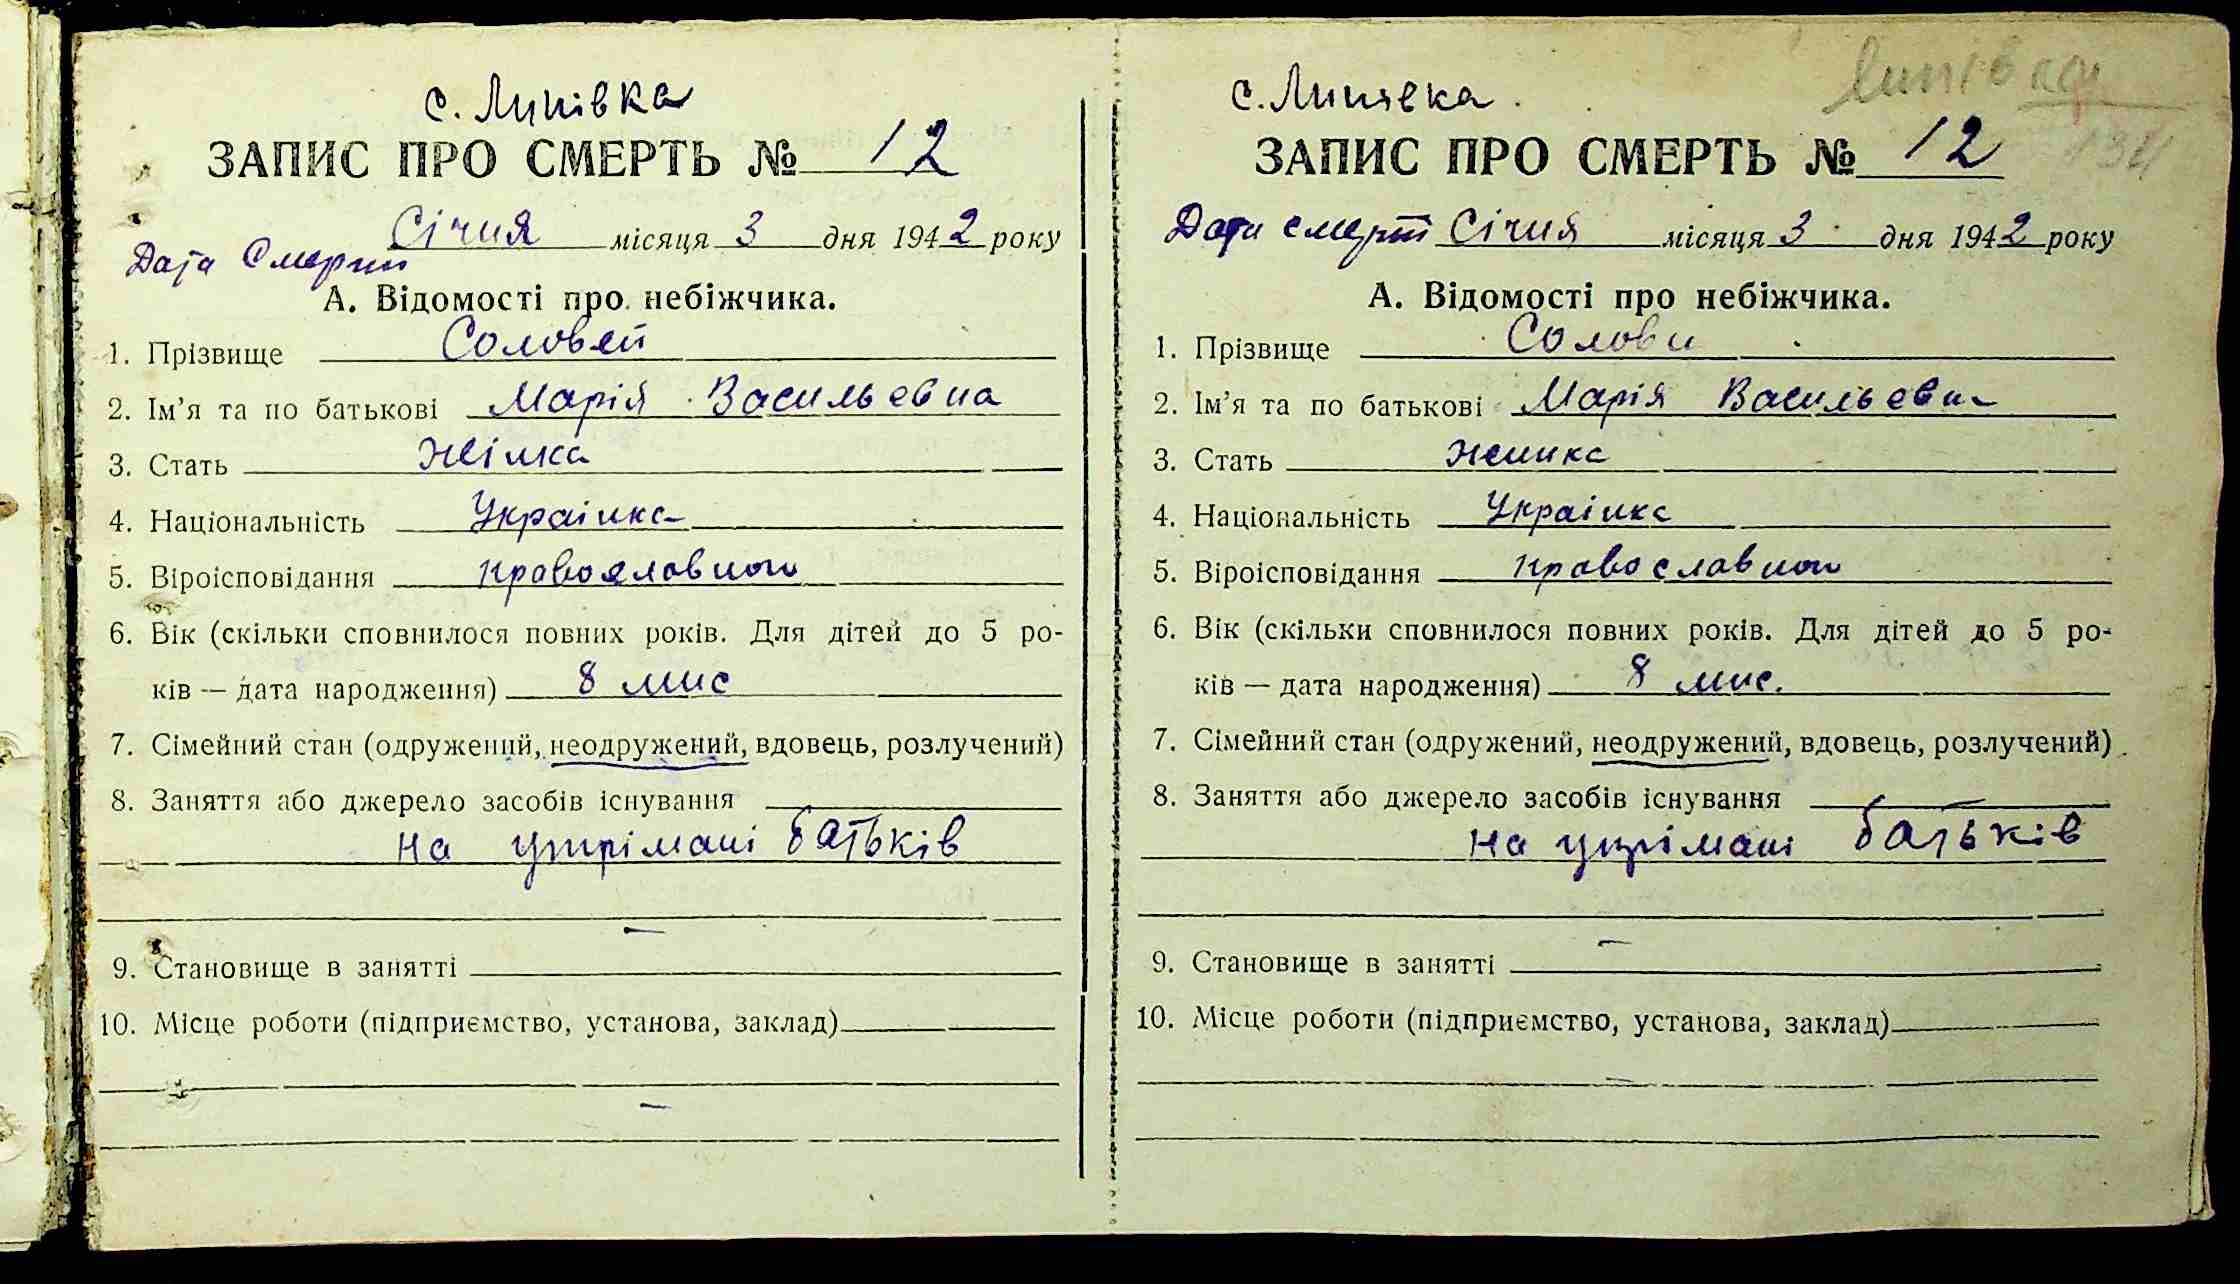 с. Липівка
ЗАПИС ПРО СМЕРТЬ № 12
Січня місяця 3 дня 1942 року
Дата Смерти
А. Відомості про небіжчика.
1. Прізвище Соловей
2. Ім’я та по батькові Марія Васильевна
3. Стать Жінка
4. Національність Українка
5. Віроісповідання православного
6. Вік (скільки сповнилося повних років. Для дітей до 5 ро-
ків — дата народження) 8 мис
7. Сімейний стан (одружений, неодружений, вдовець, розлучений)
8. Заняття або джерело засобів існування
на утрімані батьків
9. Становище в занятті
10. Місце роботи (підприємство, установа, заклад)
Липівка
134
с. Липівка
ЗАПИС ПРО СМЕРТЬ № 12
Дата смерти Січня місяця 3 дня 1942 року
А. Відомості про небіжчика.
1. Прізвище
2. Ім’я та по батькові Марія Васильевна
3. Стать
4. Національність Українка
5. Віроісповідання православного
6. Вік (скільки сповнилося повних років. Для дітей до 5 ро-
ків — дата народження) 8 мис.
7. Сімейний стан (одружений, неодружений, вдовець, розлучений)
8. Заняття або джерело засобів існування
на утрімані батьків
9. Становище в занятті
10. Місце роботи (підприємство, установа, заклад)